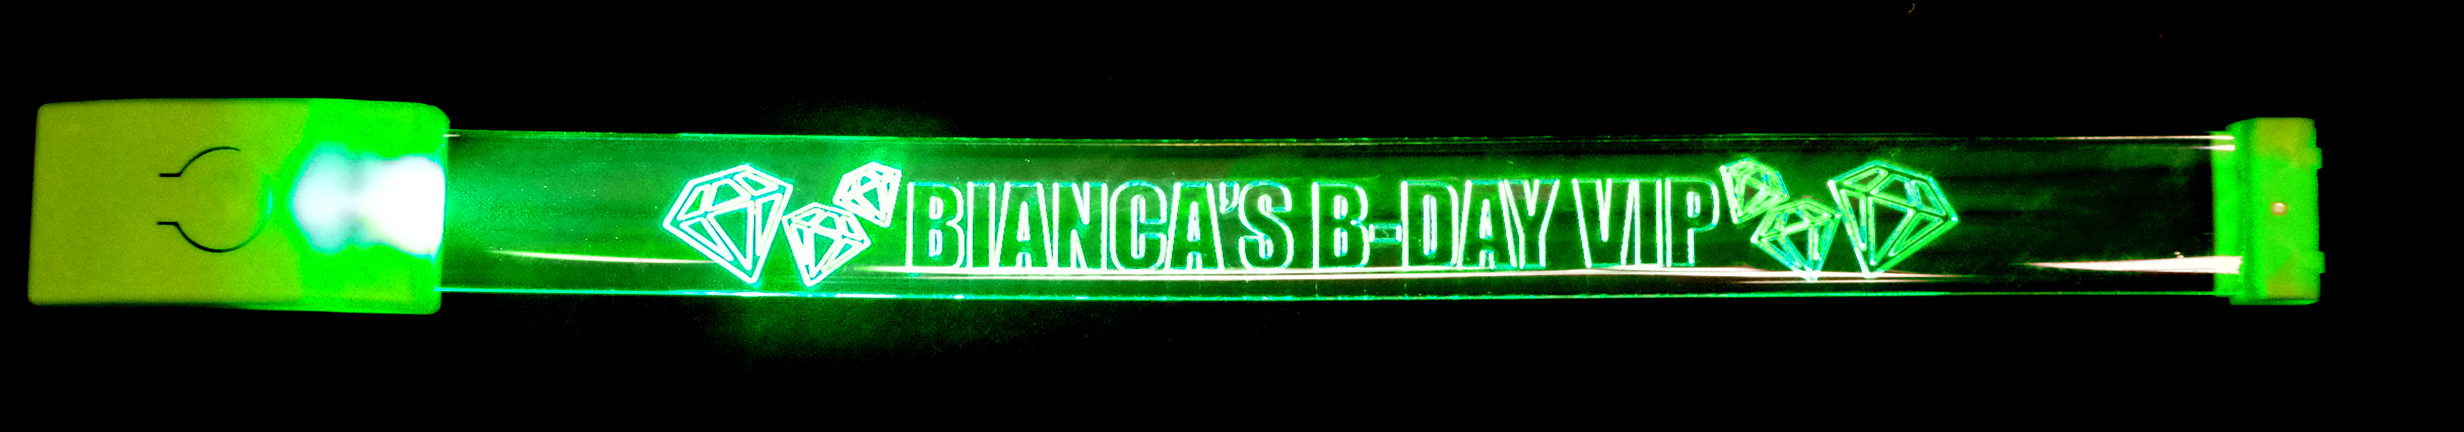 BIANCA'S B-DAY VIP